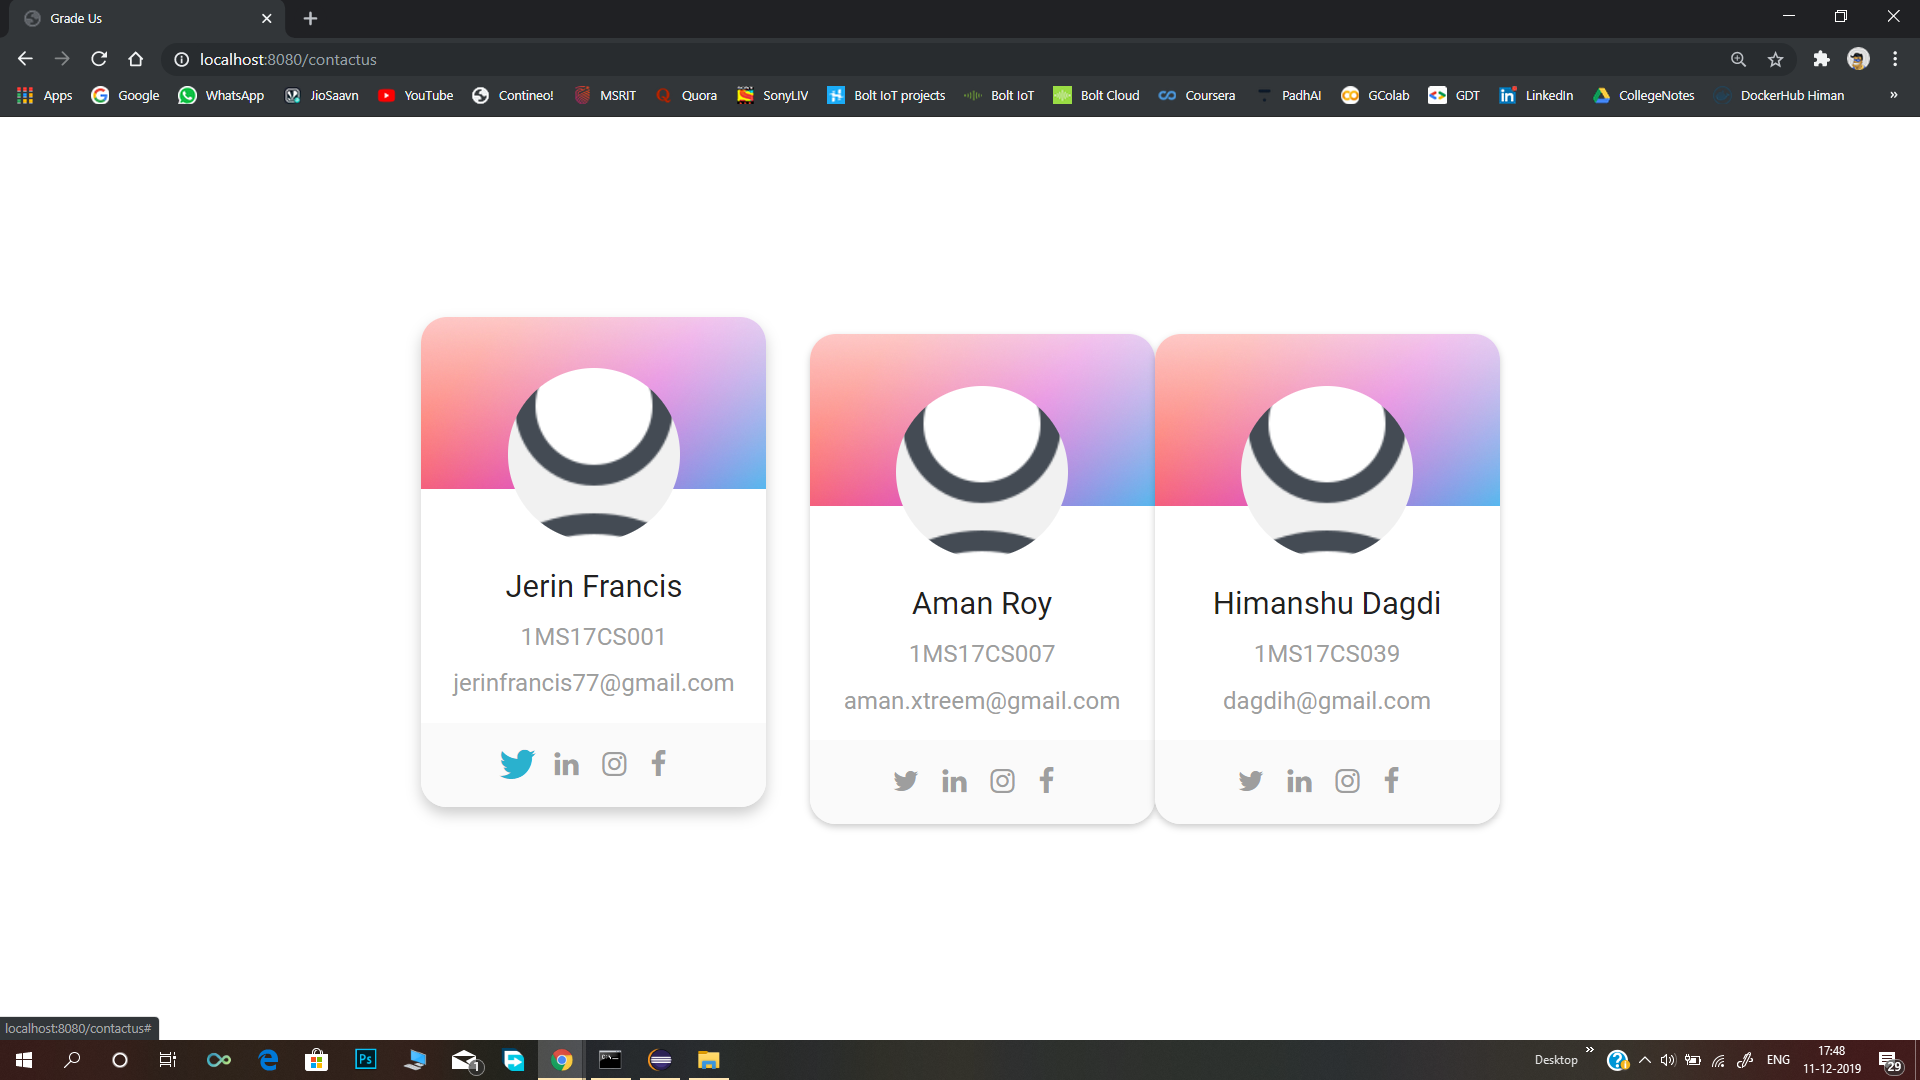 Grade Us
localhost:8080/contactus
Apps Google WhatsApp JioSaavn YouTube Contineo! MSRIT Quora SonyLIV Bolt IoT projects Bolt IoT Bolt Cloud Coursera PadhAI GColab GDT LinkedIn CollegeNotes DockerHub Himan »
Jerin Francis
1MS17CS001
jerinfrancis77@gmail.com
Aman Roy
1MS17CS007
aman.xtreem@gmail.com
Himanshu Dagdi
1MS17CS039
dagdih@gmail.com
localhost:8080/contactus#
Ps
1
Desktop »
ENG
17:48
11-12-2019
29